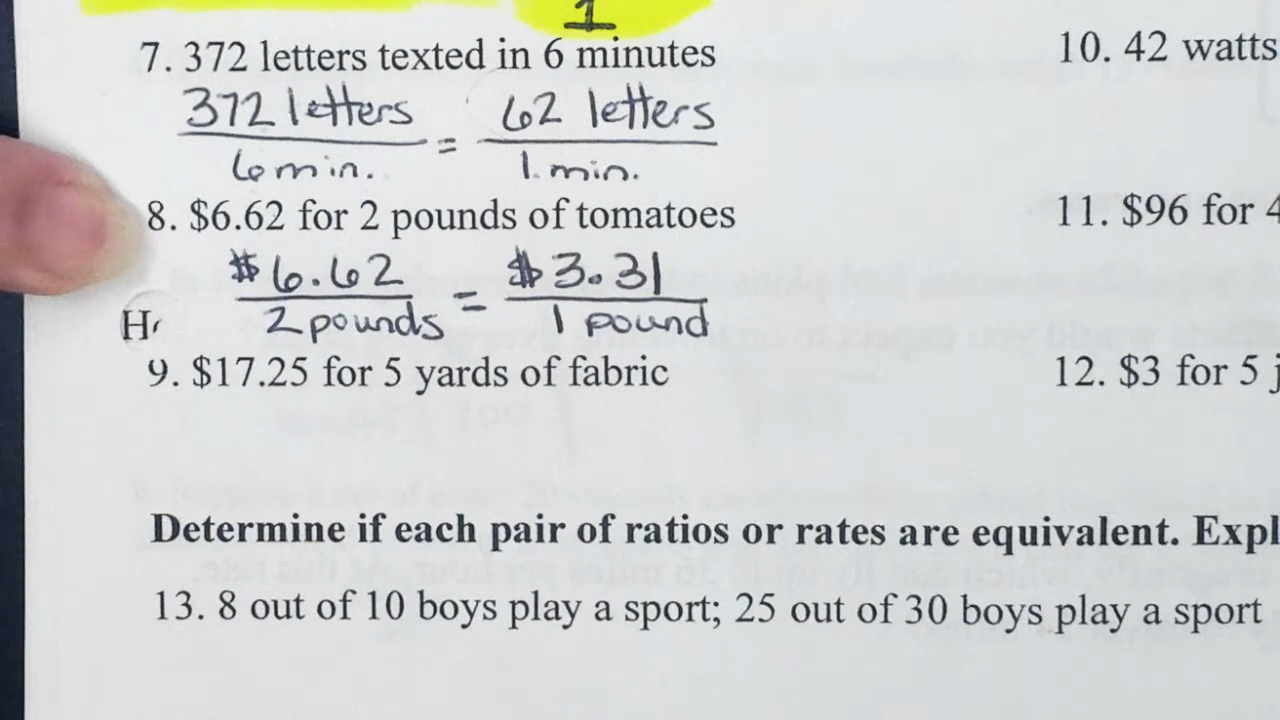 1
7. 372 letters texted in 6 minutes
10. 42 watts
372 letters = 62 letters
6 min. 1. min.
8. $6.62 for 2 pounds of tomatoes
11. $96 for 4
$6.62 = $3.31
2 pounds 1 pound
9. $17.25 for 5 yards of fabric
12. $3 for 5 j
Determine if each pair of ratios or rates are equivalent. Expl
13. 8 out of 10 boys play a sport; 25 out of 30 boys play a sport